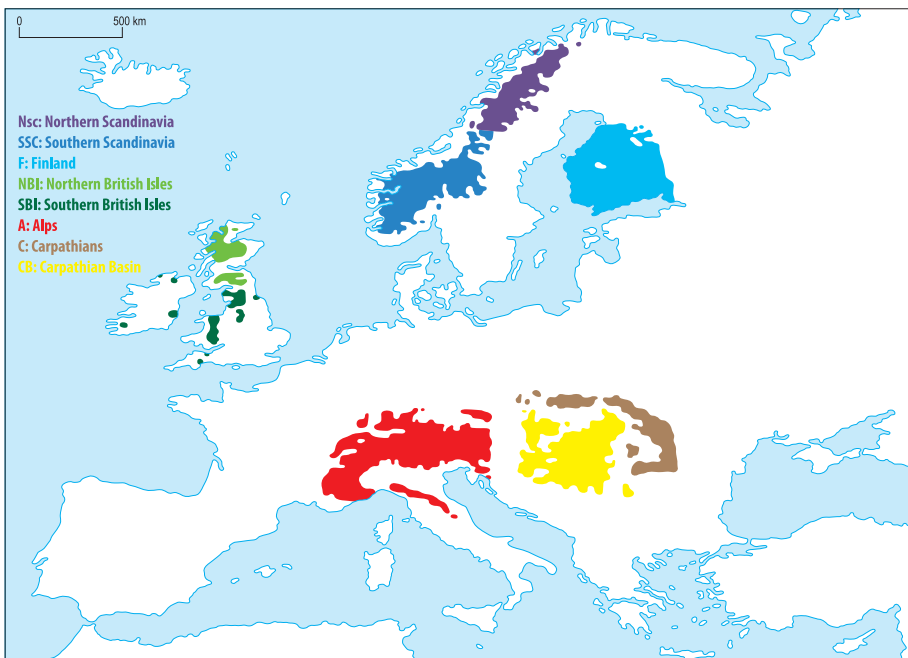 0 500 km
Nsc: Northern Scandinavia
SSC: Southern Scandinavia
F: Finland
NBI: Northern British Isles
SBI: Southern British Isles
A: Alps
C: Carpathians
CB: Carpathian Basin